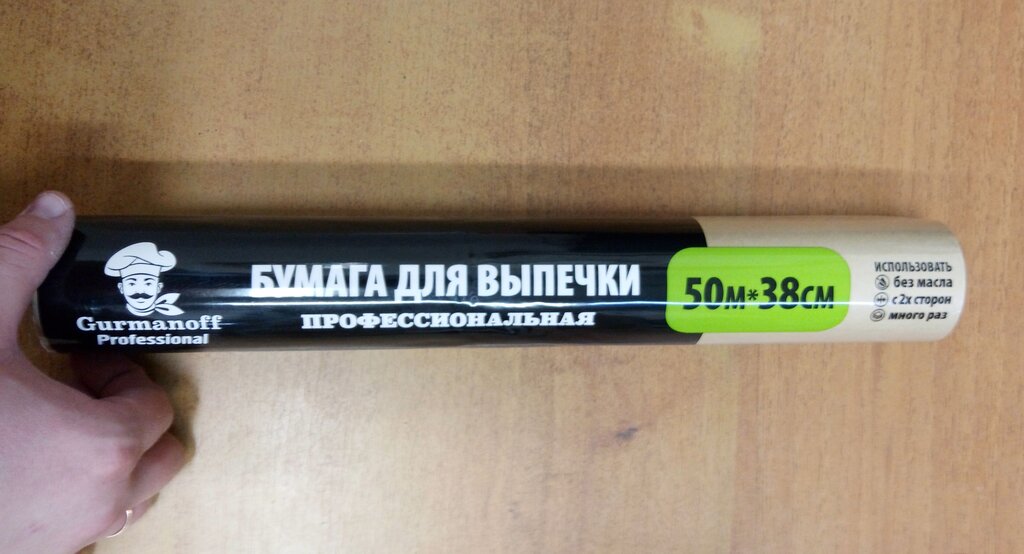 Gurmanoff
Professional
БУМАГА ДЛЯ ВЫПЕЧКИ
ПРОФЕССИОНАЛЬНАЯ
50м*38см
ИСПОЛЬЗОВАТЬ
без масла
с 2х сторон
много раз